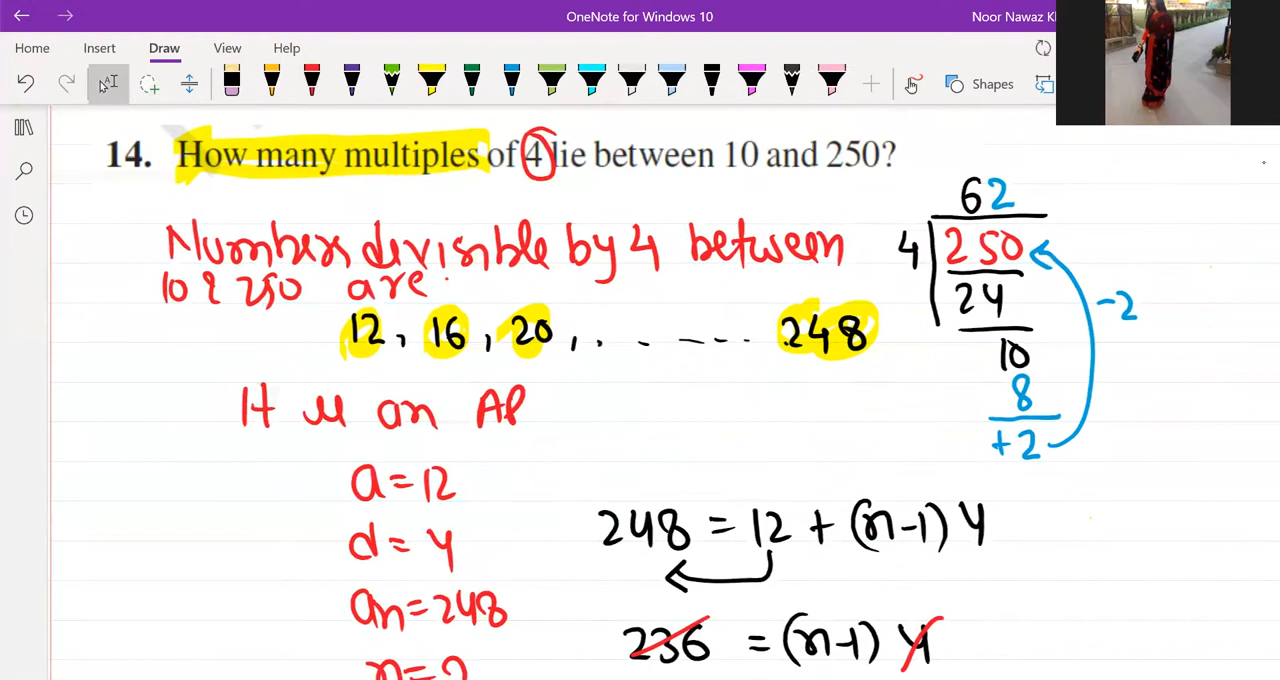 OneNote for Windows 10
Noor Nawaz
Home Insert Draw View Help
Shapes
14. How many multiples of 4 lie between 10 and 250?
Numbers divisible by 4 between
10 & 250 are
12, 16, 20, ........ 248
It is an AP
a = 12
d = 4
an = 248
n = ?
62
4 250
24
10
8
+2
-2
248 = 12 + (n-1) 4
236 = (n-1) 4